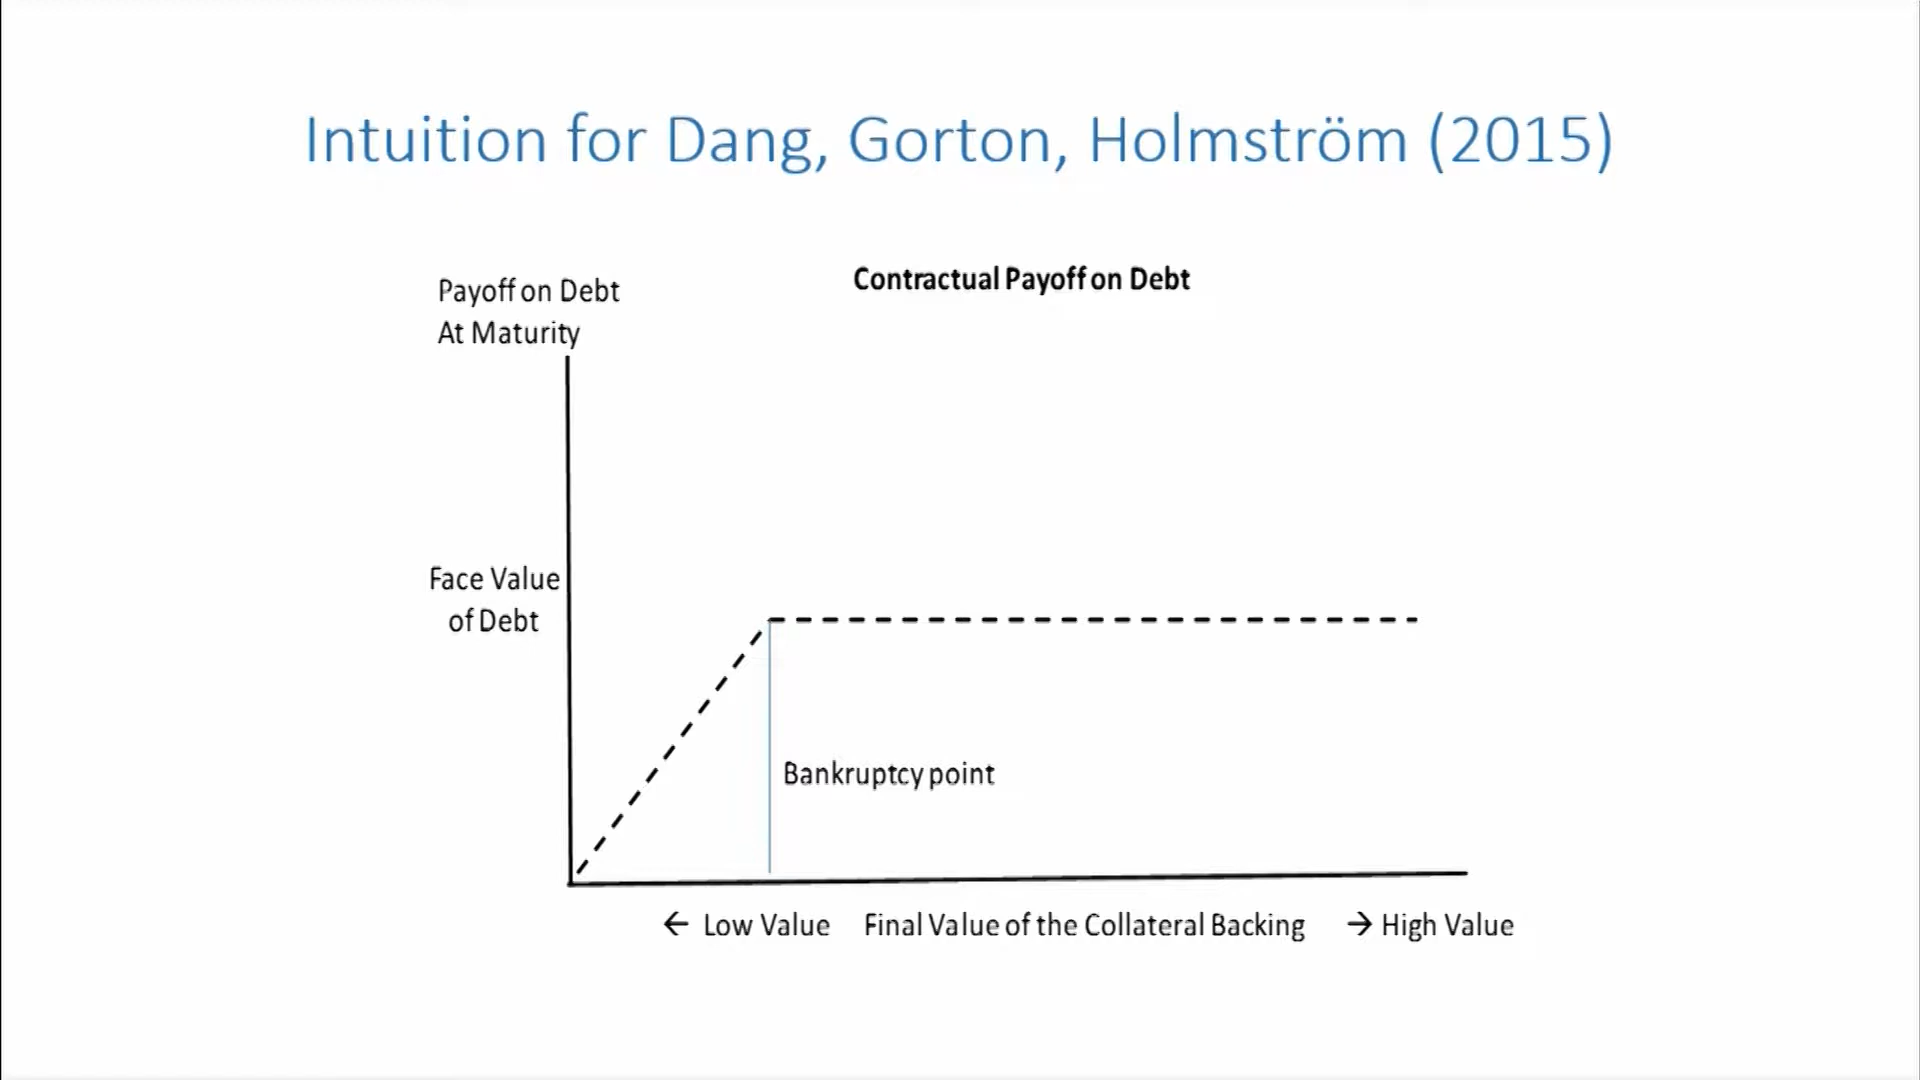 Intuition for Dang, Gorton, Holmström (2015)
Contractual Payoff on Debt
Payoff on Debt
At Maturity
Face Value
of Debt
Bankruptcy point
← Low Value Final Value of the Collateral Backing → High Value